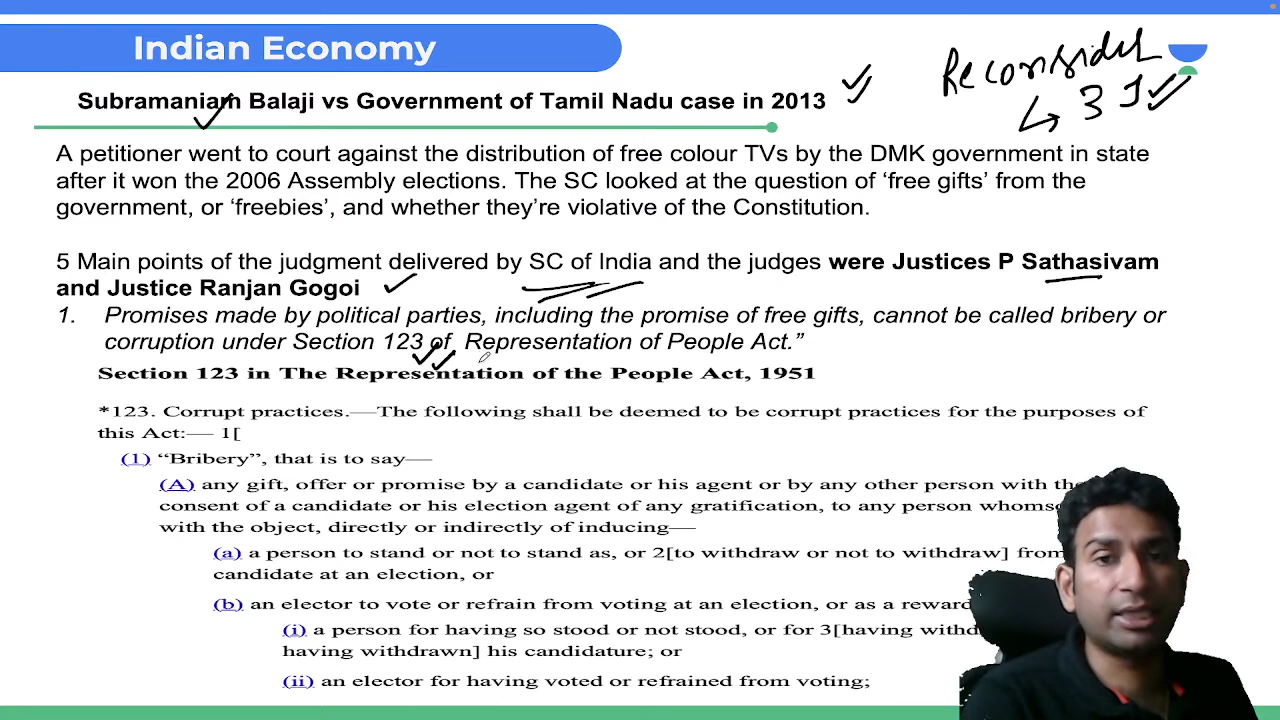 Indian Economy
Reconsider
↳ 3 J
Subramaniam Balaji vs Government of Tamil Nadu case in 2013
A petitioner went to court against the distribution of free colour TVs by the DMK government in state
after it won the 2006 Assembly elections. The SC looked at the question of ‘free gifts’ from the
government, or ‘freebies’, and whether they’re violative of the Constitution.
5 Main points of the judgment delivered by SC of India and the judges were Justices P Sathasivam
and Justice Ranjan Gogoi
1. Promises made by political parties, including the promise of free gifts, cannot be called bribery or
corruption under Section 123 of Representation of People Act.”
Section 123 in The Representation of the People Act, 1951
*123. Corrupt practices.—The following shall be deemed to be corrupt practices for the purposes of
this Act:— 1[
(1) “Bribery”, that is to say—
(A) any gift, offer or promise by a candidate or his agent or by any other person with the
consent of a candidate or his election agent of any gratification, to any person
with the object, directly or indirectly of inducing—
(a) a person to stand or not to stand as, or 2[to withdraw or not to withdraw] from
candidate at an election, or
(b) an elector to vote or refrain from voting at an election, or as a
(i) a person for having so stood or not stood, or for 3[having
having withdrawn] his candidature; or
(ii) an elector for having voted or refrained from voting;